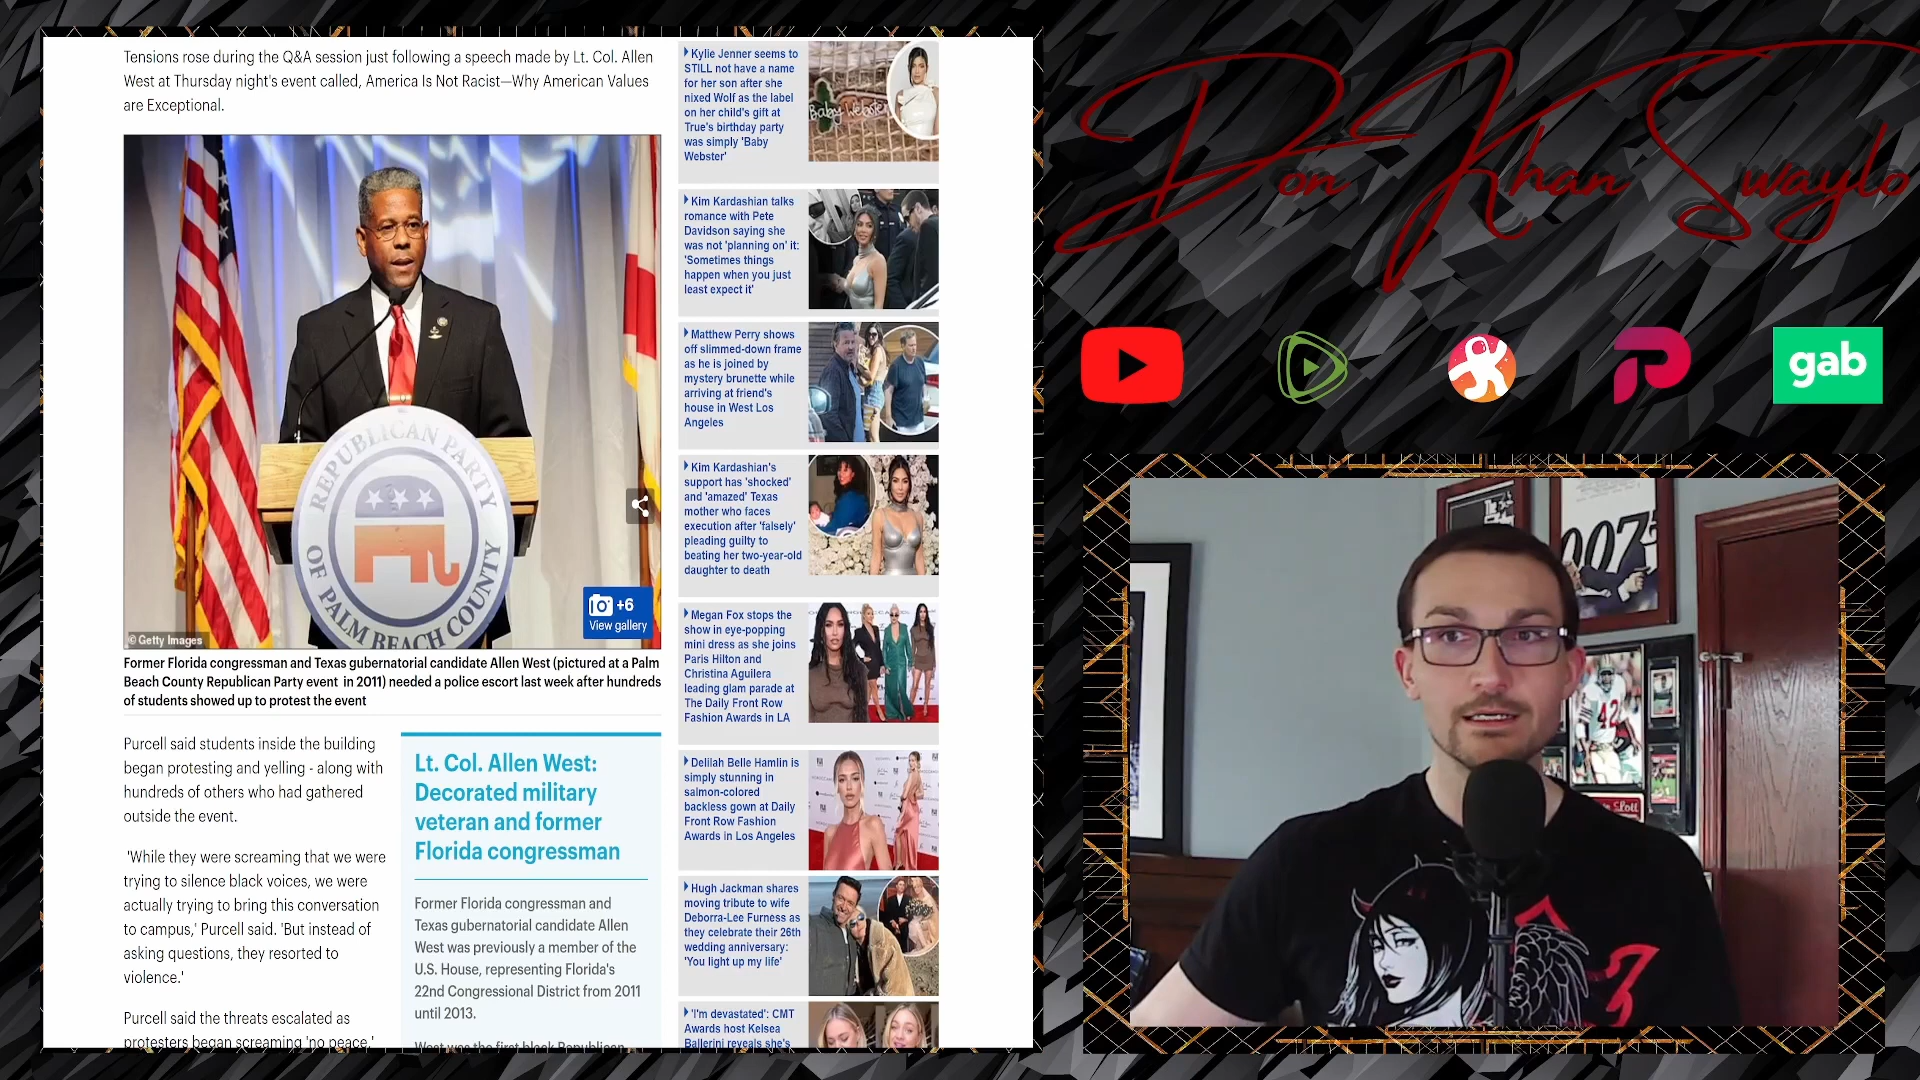 Tensions rose during the Q&A session just following a speech made by Lt. Col. Allen
West at Thursday night's event called, America Is Not Racist—Why American Values
are Exceptional.
REPUBLICAN PARTY
OF PALM BEACH COUNTY
+6
View gallery
© Getty Images
Former Florida congressman and Texas gubernatorial candidate Allen West (pictured at a Palm
Beach County Republican Party event in 2011) needed a police escort last week after hundreds
of students showed up to protest the event
Purcell said students inside the building
began protesting and yelling - along with
hundreds of others who had gathered
outside the event.
'While they were screaming that we were
trying to silence black voices, we were
actually trying to bring this conversation
to campus,' Purcell said. 'But instead of
asking questions, they resorted to
violence.'
Purcell said the threats escalated as
protesters began screaming 'no peace,'
Lt. Col. Allen West:
Decorated military
veteran and former
Florida congressman
Former Florida congressman and
Texas gubernatorial candidate Allen
West was previously a member of the
U.S. House, representing Florida's
22nd Congressional District from 2011
until 2013.
West was the first black Republican
Kylie Jenner seems to
STILL not have a name
for her son after she
nixed Wolf as the label
on her child's gift at
True's birthday party
was simply 'Baby
Webster'
Baby Webster
Kim Kardashian talks
romance with Pete
Davidson saying she
was not 'planning on' it:
'Sometimes things
happen when you just
least expect it'
Matthew Perry shows
off slimmed-down frame
as he is joined by
mystery brunette while
arriving at friend's
house in West Los
Angeles
Kim Kardashian's
support has 'shocked'
and 'amazed' Texas
mother who faces
execution after 'falsely'
pleading guilty to
beating her two-year-old
daughter to death
Megan Fox stops the
show in eye-popping
mini dress as she joins
Paris Hilton and
Christina Aguilera
leading glam parade at
The Daily Front Row
Fashion Awards in LA
Delilah Belle Hamlin is
simply stunning in
salmon-colored
backless gown at Daily
Front Row Fashion
Awards in Los Angeles
Hugh Jackman shares
moving tribute to wife
Deborra-Lee Furness as
they celebrate their 26th
wedding anniversary:
'You light up my life'
'I'm devastated': CMT
Awards host Kelsea
Ballerini reveals she's
Don Khan Swaylo
gab
007
42